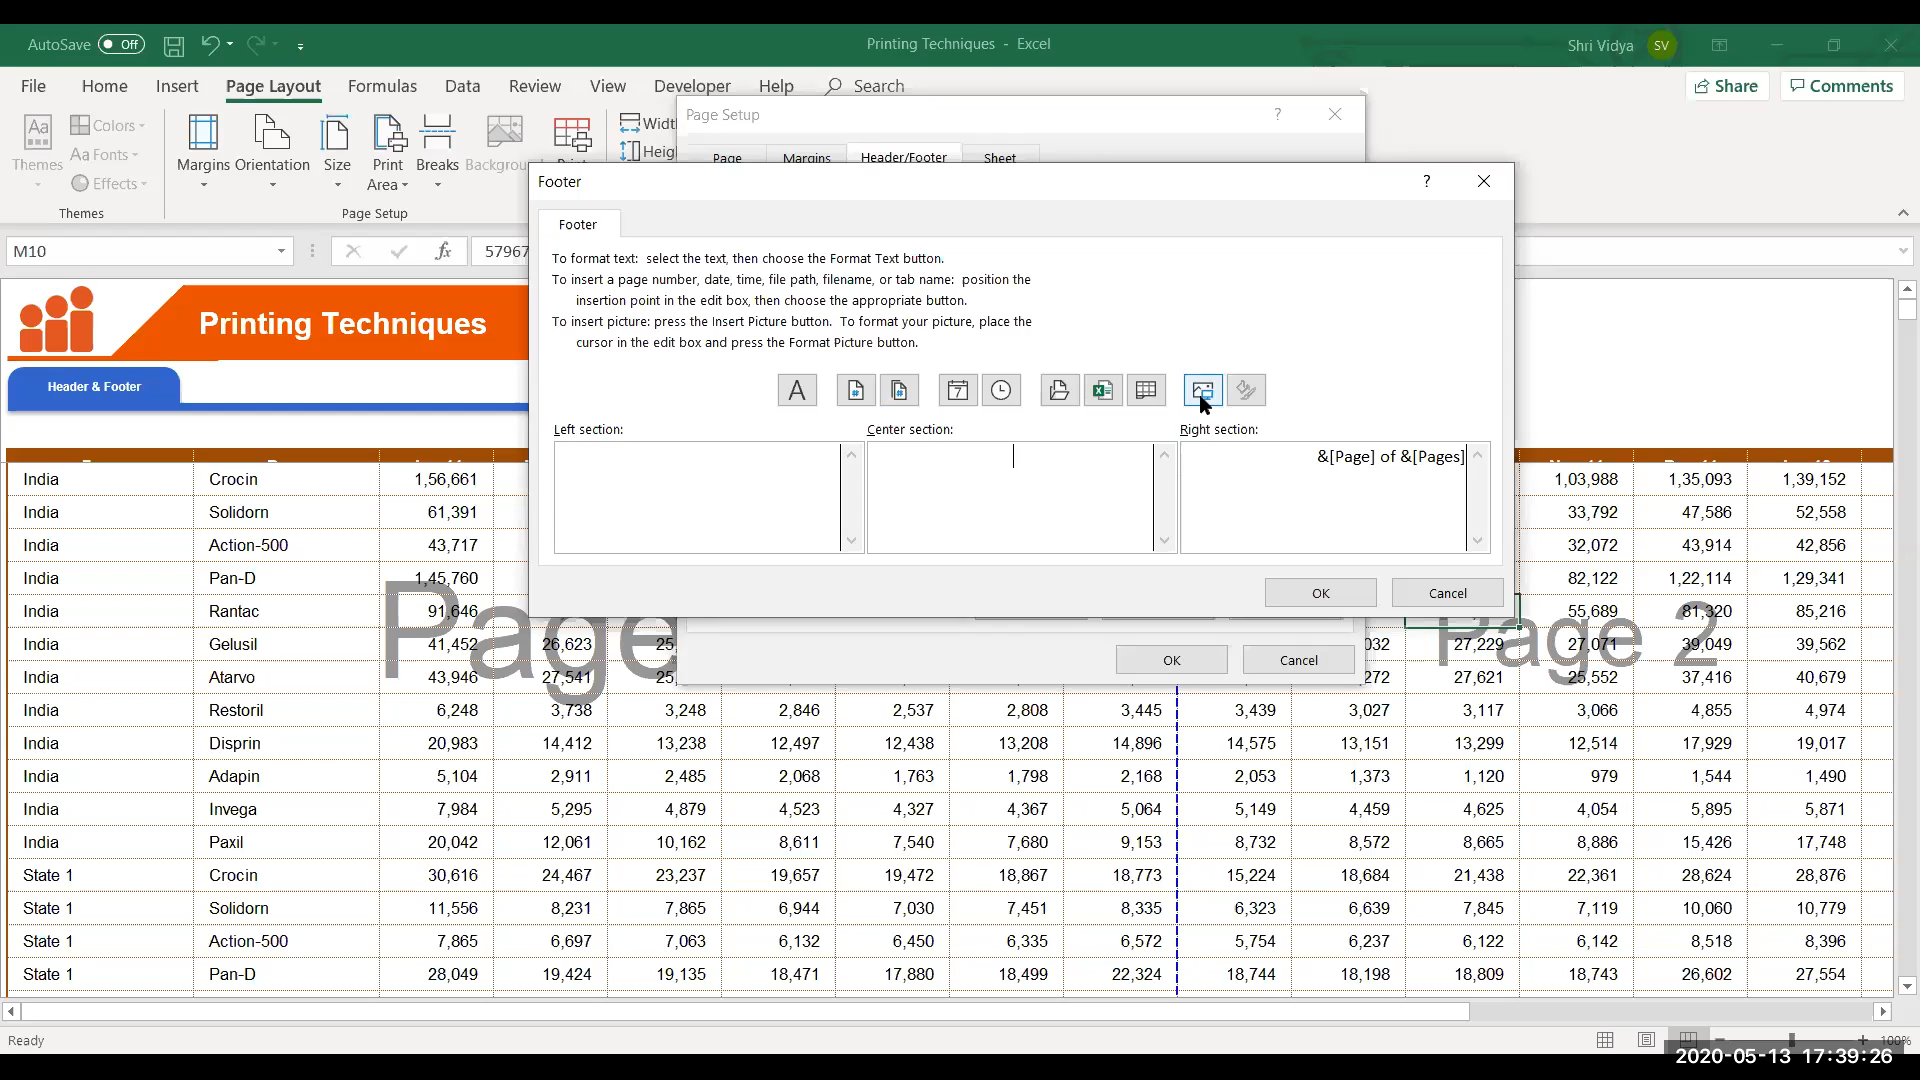 AutoSave Off
Printing Techniques - Excel
Shri Vidya SV
File Home Insert Page Layout Formulas Data Review View Developer Help Search
Share Comments
Themes
Colors
Fonts
Effects
Themes
Margins Orientation Size Print Area Breaks
Page Setup
Page Setup ?
Page Margins Header/Footer Sheet
M10 fx
Footer ?
Footer
To format text: select the text, then choose the Format Text button.
To insert a page number, date, time, file path, filename, or tab name: position the
insertion point in the edit box, then choose the appropriate button.
To insert picture: press the Insert Picture button. To format your picture, place the
cursor in the edit box and press the Format Picture button.
A # # 7
Left section: Center section: Right section:
&[Page] of &[Pages]
OK Cancel
OK Cancel
Printing Techniques
Header & Footer
Page
Page 2
India Crocin 1,56,661 1,03,988 1,35,093 1,39,152
India Solidorn 61,391 33,792 47,586 52,558
India Action-500 43,717 32,072 43,914 42,856
India Pan-D 1,45,760 82,122 1,22,114 1,29,341
India Rantac 91,646 55,689 81,320 85,216
India Gelusil 41,452 26,623 27,229 27,071 39,049 39,562
India Atarvo 43,946 27,541 27,621 25,552 37,416 40,679
India Restoril 6,248 3,738 3,248 2,846 2,537 2,808 3,445 3,439 3,027 3,117 3,066 4,855 4,974
India Disprin 20,983 14,412 13,238 12,497 12,438 13,208 14,896 14,575 13,151 13,299 12,514 17,929 19,017
India Adapin 5,104 2,911 2,485 2,068 1,763 1,798 2,168 2,053 1,373 1,120 979 1,544 1,490
India Invega 7,984 5,295 4,879 4,523 4,327 4,367 5,064 5,149 4,459 4,625 4,054 5,895 5,871
India Paxil 20,042 12,061 10,162 8,611 7,540 7,680 9,153 8,732 8,572 8,665 8,886 15,426 17,748
State 1 Crocin 30,616 24,467 23,237 19,657 19,472 18,867 18,773 15,224 18,684 21,438 22,361 28,624 28,876
State 1 Solidorn 11,556 8,231 7,865 6,944 7,030 7,451 8,335 6,323 6,639 7,845 7,119 10,060 10,779
State 1 Action-500 7,865 6,697 7,063 6,132 6,450 6,335 6,572 5,754 6,237 6,122 6,142 8,518 8,396
State 1 Pan-D 28,049 19,424 19,135 18,471 17,880 18,499 22,324 18,744 18,198 18,809 18,743 26,602 27,554
Ready
100%
2020-05-13 17:39:26